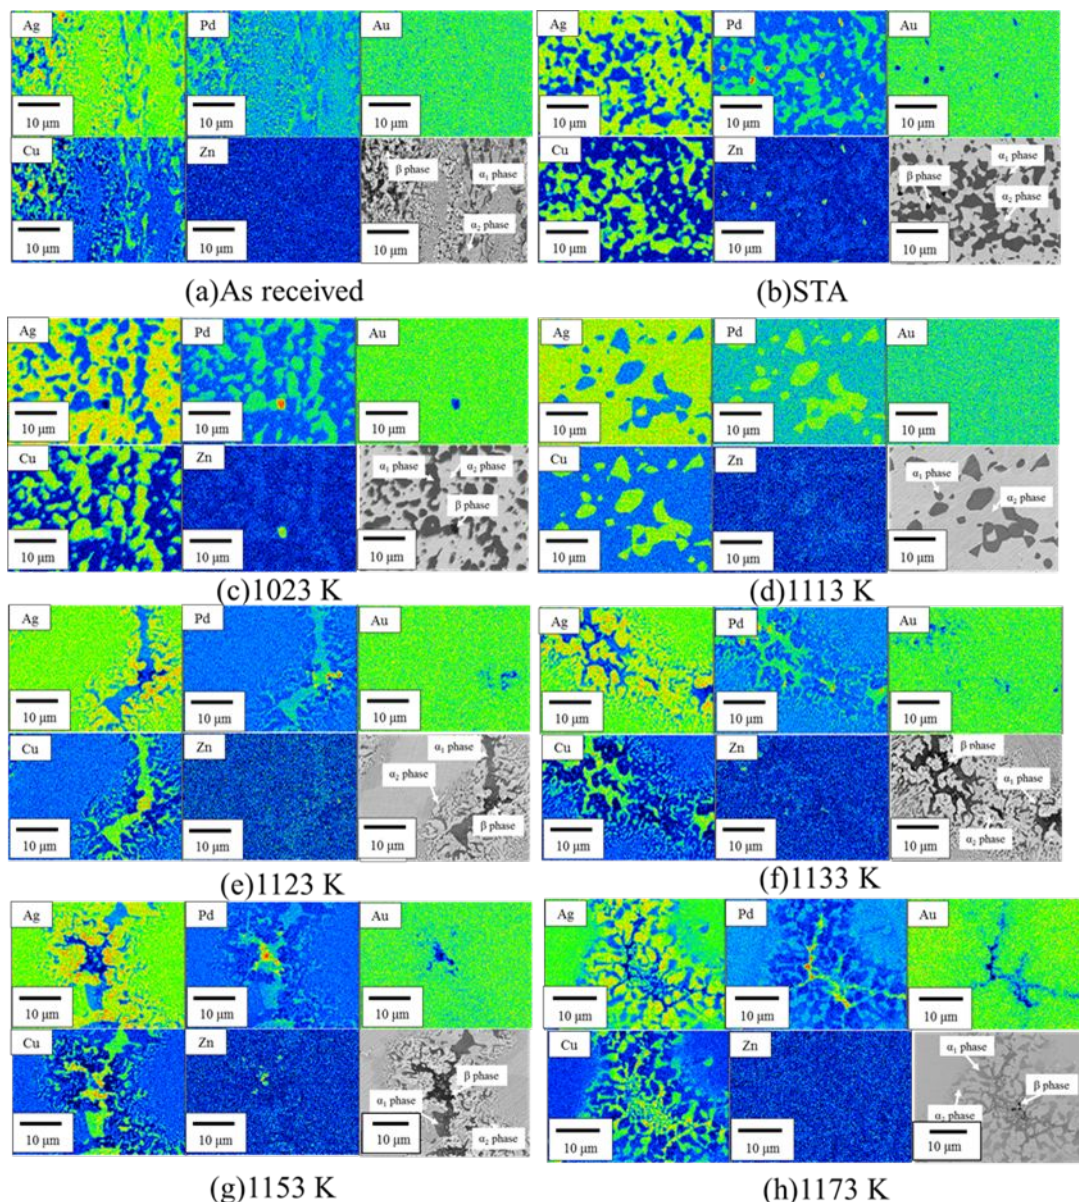 Ag Pd Au
10 μm 10 μm 10 μm
Cu Zn
β phase α₁ phase
α₂ phase
10 μm 10 μm 10 μm
(a)As received
Ag Pd Au
10 μm 10 μm 10 μm
Cu Zn
α₁ phase
β phase
α₂ phase
10 μm 10 μm 10 μm
(b)STA
Ag Pd Au
10 μm 10 μm 10 μm
Cu Zn
α₁ phase α₂ phase
β phase
10 μm 10 μm 10 μm
(c)1023 K
Ag Pd Au
10 μm 10 μm 10 μm
Cu Zn
α₁ phase
α₂ phase
10 μm 10 μm 10 μm
(d)1113 K
Ag Pd Au
10 μm 10 μm 10 μm
Cu Zn
α₁ phase
α₂ phase
β phase
10 μm 10 μm 10 μm
(e)1123 K
Ag Pd Au
10 μm 10 μm 10 μm
Cu Zn
β phase
α₁ phase
α₂ phase
10 μm 10 μm 10 μm
(f)1133 K
Ag Pd Au
10 μm 10 μm 10 μm
Cu Zn
β phase
α₁ phase
α₂ phase
10 μm 10 μm 10 μm
(g)1153 K
Ag Pd Au
10 μm 10 μm 10 μm
Cu Zn
α₁ phase
β phase
α₂ phase
10 μm 10 μm 10 μm
(h)1173 K